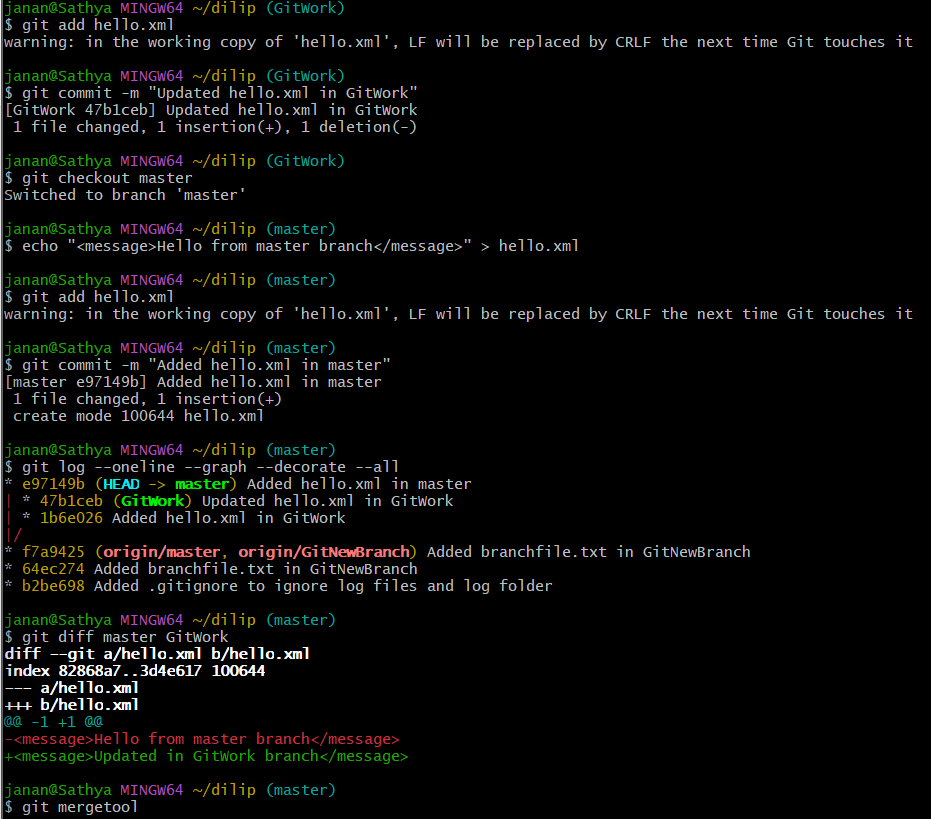 janan@Sathya MINGW64 ~/dilip (GitWork)
$ git add hello.xml
warning: in the working copy of 'hello.xml', LF will be replaced by CRLF the next time Git touches it
janan@Sathya MINGW64 ~/dilip (GitWork)
$ git commit -m "Updated hello.xml in GitWork"
[GitWork 47b1ceb] Updated hello.xml in GitWork
 1 file changed, 1 insertion(+), 1 deletion(-)
janan@Sathya MINGW64 ~/dilip (GitWork)
$ git checkout master
Switched to branch 'master'
janan@Sathya MINGW64 ~/dilip (master)
$ echo "<message>Hello from master branch</message>" > hello.xml
janan@Sathya MINGW64 ~/dilip (master)
$ git add hello.xml
warning: in the working copy of 'hello.xml', LF will be replaced by CRLF the next time Git touches it
janan@Sathya MINGW64 ~/dilip (master)
$ git commit -m "Added hello.xml in master"
[master e97149b] Added hello.xml in master
 1 file changed, 1 insertion(+)
 create mode 100644 hello.xml
janan@Sathya MINGW64 ~/dilip (master)
$ git log --oneline --graph --decorate --all
* e97149b (HEAD -> master) Added hello.xml in master
| * 47b1ceb (GitWork) Updated hello.xml in GitWork
| * 1b6e026 Added hello.xml in GitWork
|/
* f7a9425 (origin/master, origin/GitNewBranch) Added branchfile.txt in GitNewBranch
* 64ec274 Added branchfile.txt in GitNewBranch
* b2be698 Added .gitignore to ignore log files and log folder
janan@Sathya MINGW64 ~/dilip (master)
$ git diff master GitWork
diff --git a/hello.xml b/hello.xml
index 82868a7..3d4e617 100644
--- a/hello.xml
+++ b/hello.xml
@@ -1 +1 @@
-<message>Hello from master branch</message>
+<message>Updated in GitWork branch</message>
janan@Sathya MINGW64 ~/dilip (master)
$ git mergetool